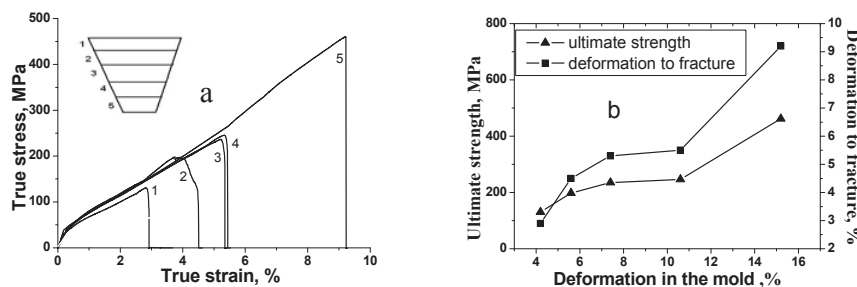 500
400
300
200
100
0
True stress, MPa
0 2 4 6 8 10
True strain, %
a
1
2
3
4
5
1
2
3
4
5
800
600
400
200
0
Ultimate strength, MPa
ultimate strength
deformation to fracture
b
4 6 8 10 12 14 16
Deformation in the mold ,%
10
9
8
7
6
5
4
3
2
Deformation to fracture, %